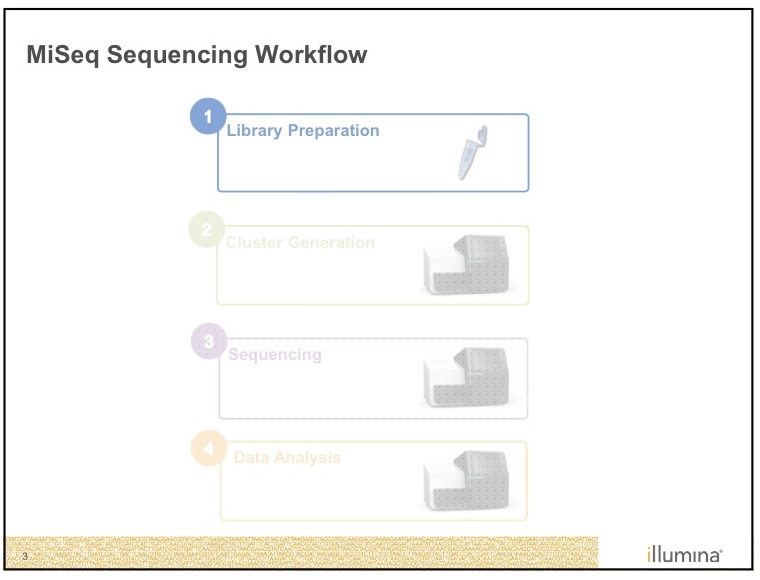 MiSeq Sequencing Workflow
1
Library Preparation
2
Cluster Generation
3
Sequencing
4
Data Analysis
3
illumina®